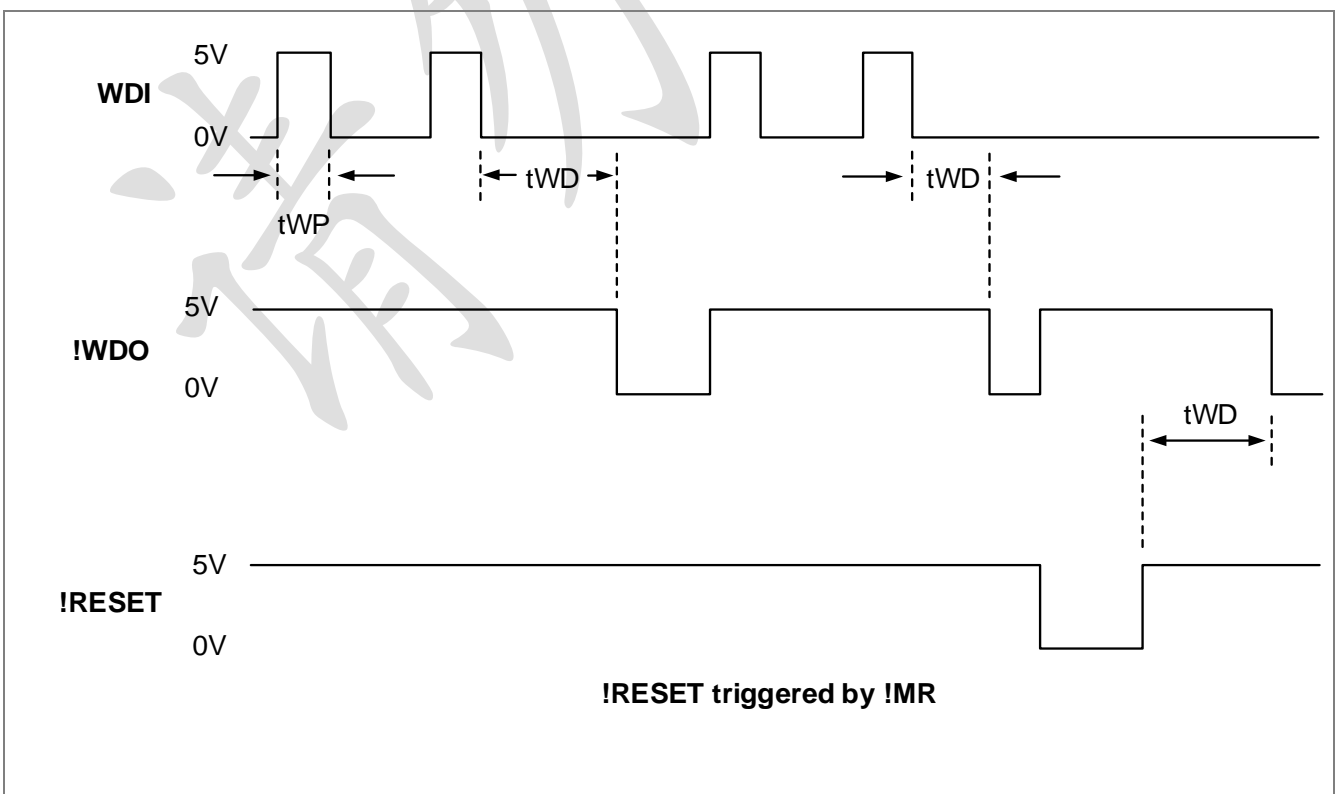 5V
WDI
0V
tWD
tWD
tWP
5V
!WDO
0V
tWD
5V
!RESET
0V
!RESET triggered by !MR